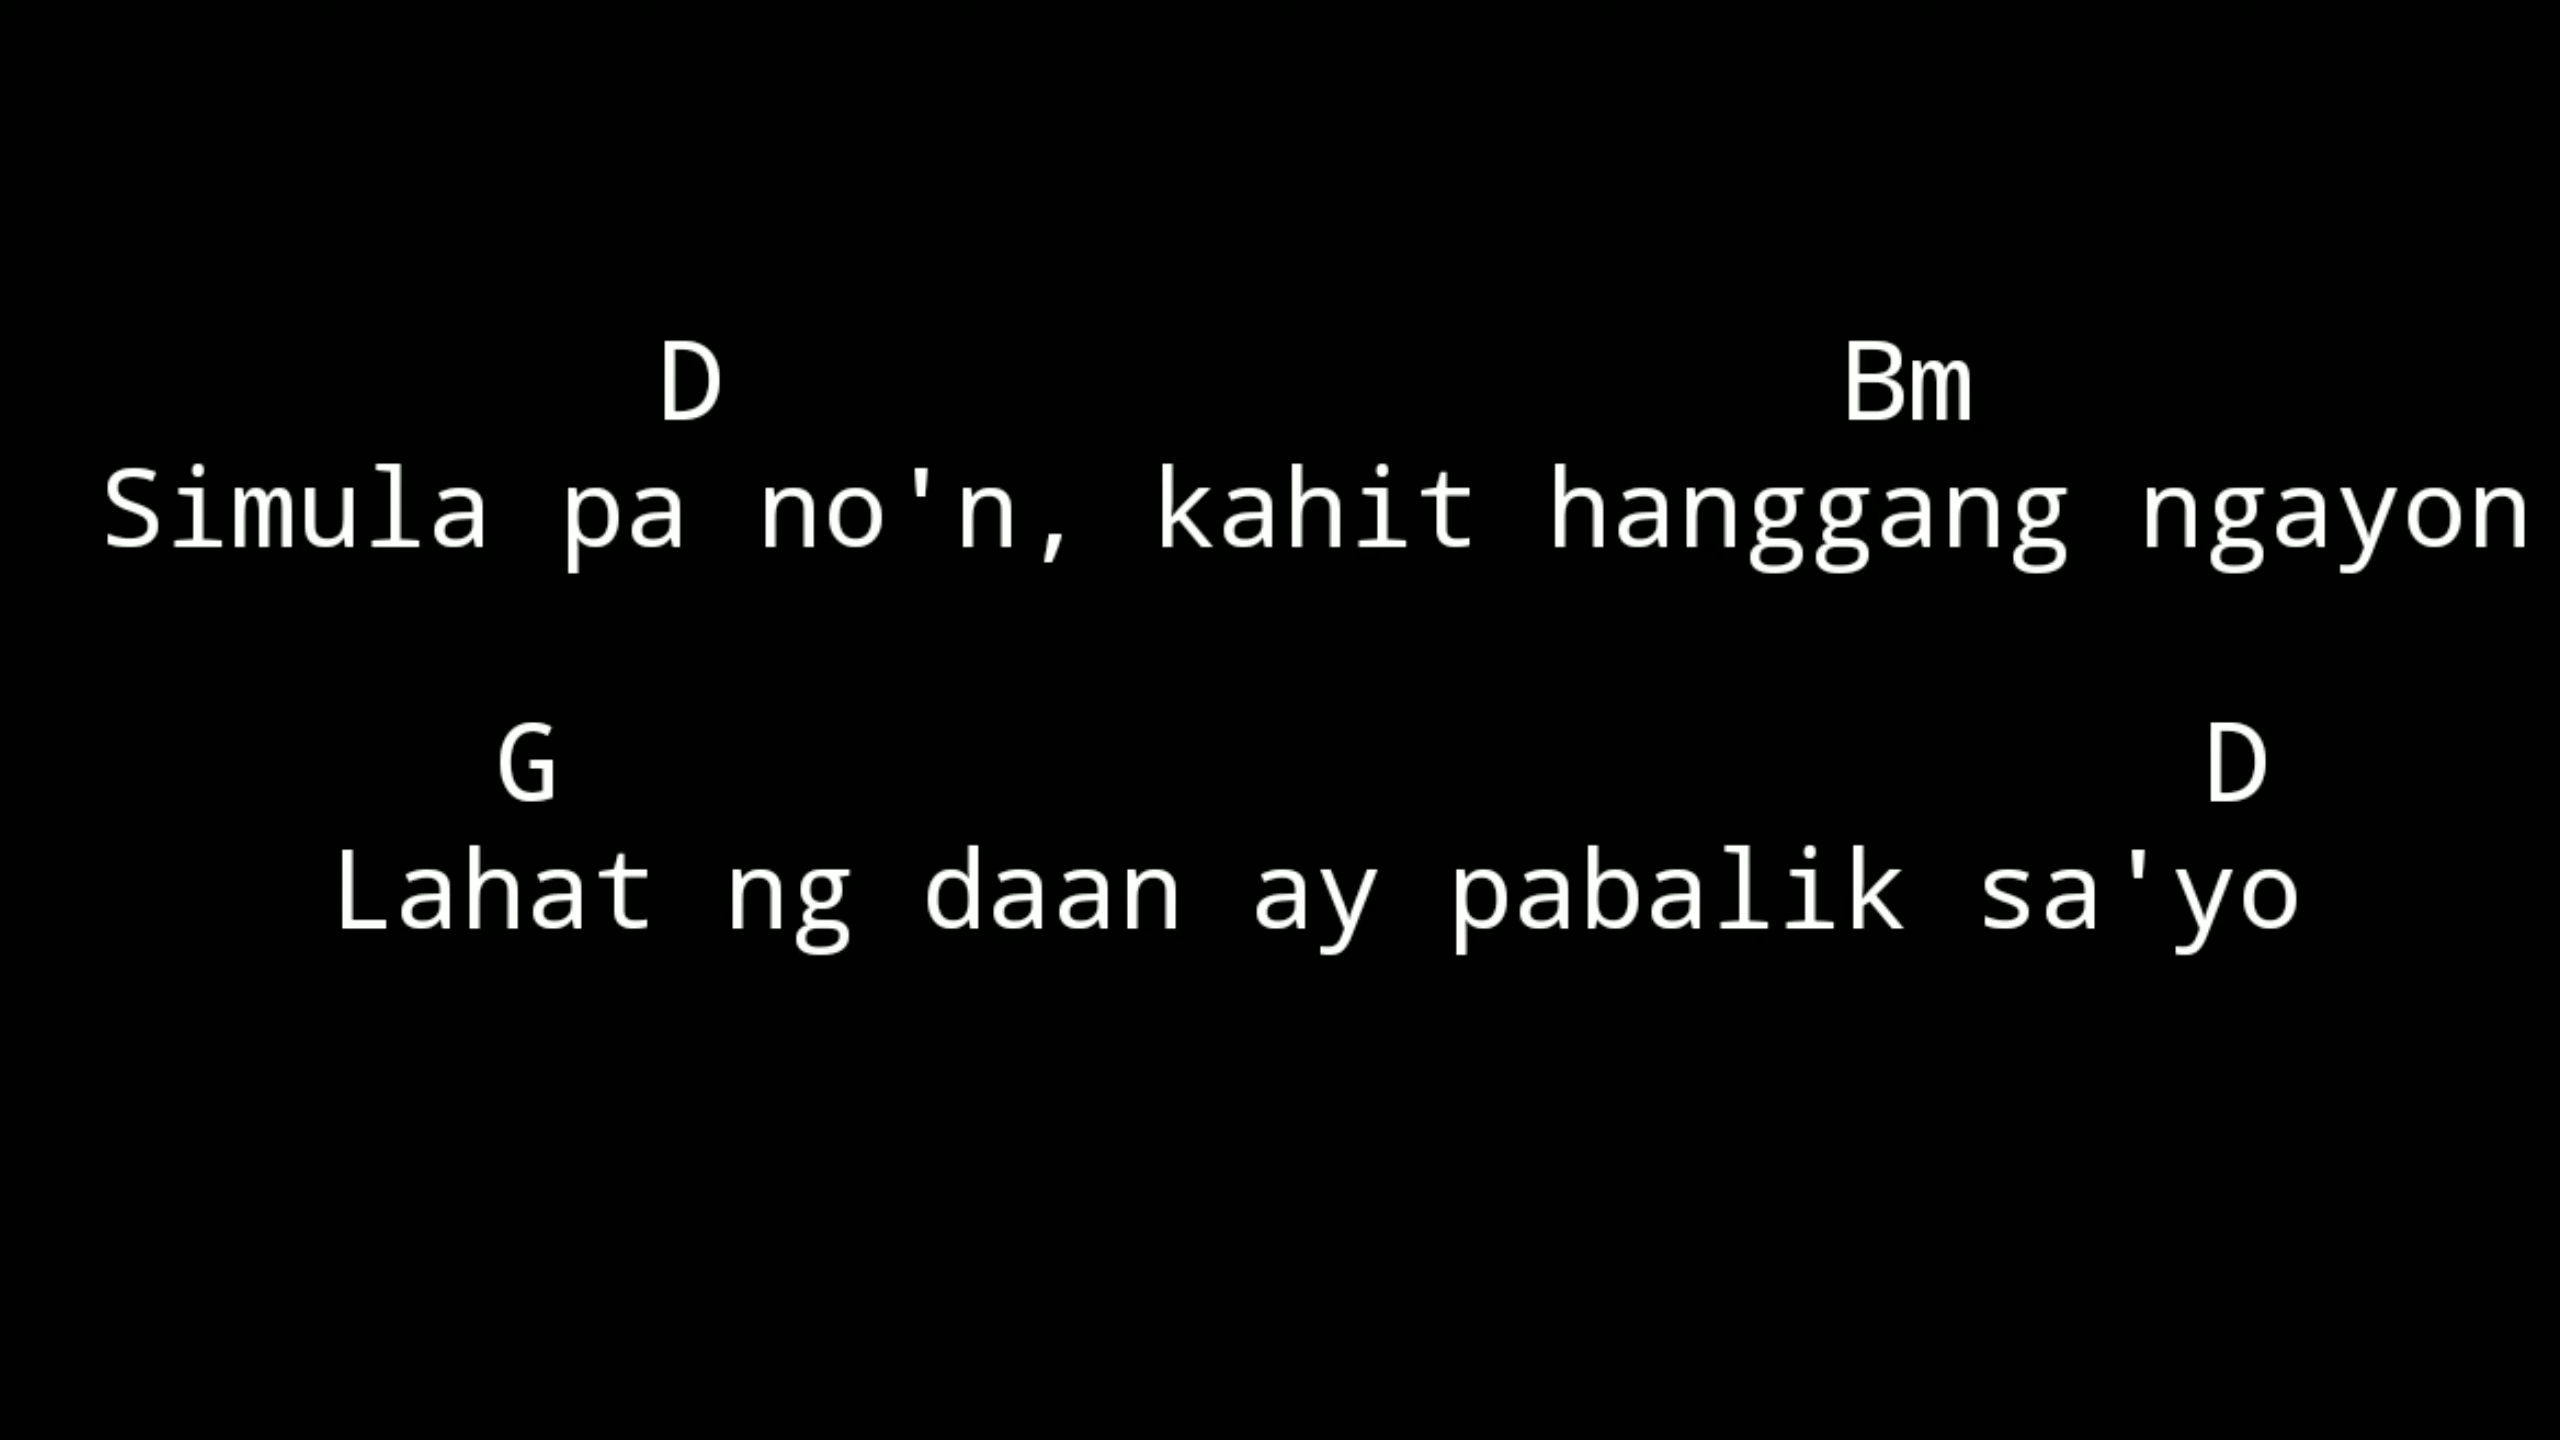 D Bm
Simula pa no'n, kahit hanggang ngayon
G D
Lahat ng daan ay pabalik sa'yo